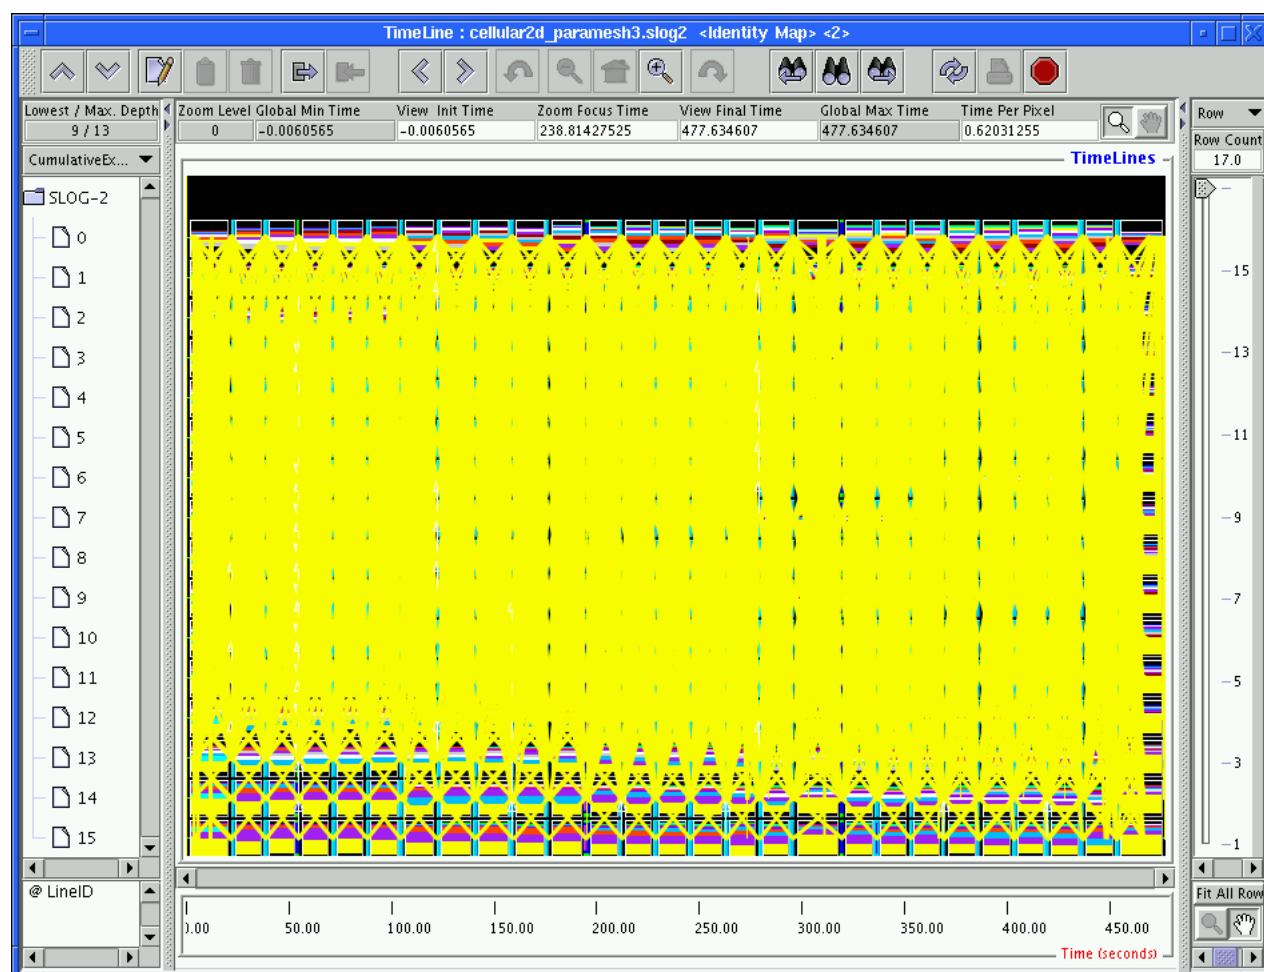 TimeLine : cellular2d_paramesh3.slog2 <Identity Map> <2>
Lowest / Max. Depth
9 / 13
Zoom Level Global Min Time View Init Time Zoom Focus Time View Final Time Global Max Time Time Per Pixel
0 -0.0060565 -0.0060565 238.81427525 477.634607 477.634607 0.62031255
Row
Row Count
17.0
CumulativeEx...
TimeLines
SLOG-2
0
1
2
3
4
5
6
7
8
9
10
11
12
13
14
15
15
13
11
9
7
5
3
1
@ LineID
Fit All Row
).00 50.00 100.00 150.00 200.00 250.00 300.00 350.00 400.00 450.00
Time (seconds)